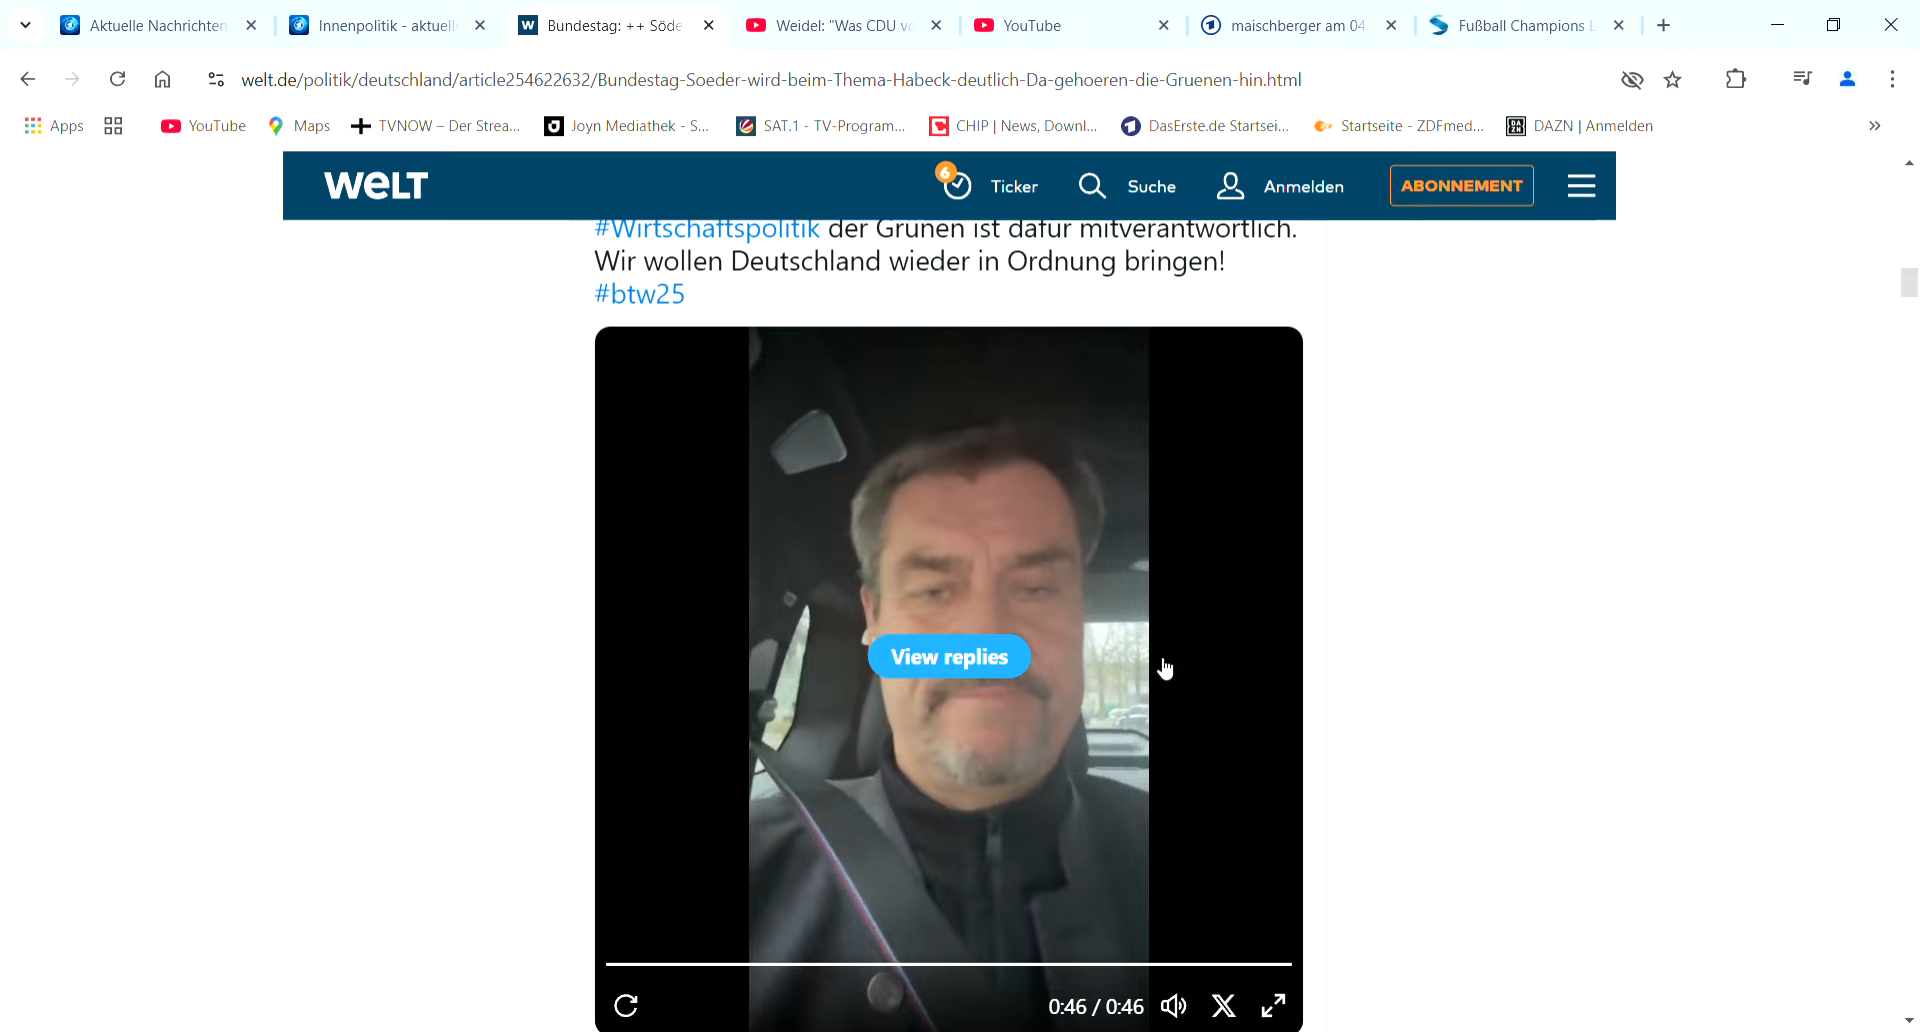 Aktuelle Nachrichten
Innenpolitik - aktuelle
Bundestag: ++ Söde
Weidel: "Was CDU vo
YouTube
maischberger am 04.
Fußball Champions L
welt.de/politik/deutschland/article254622632/Bundestag-Soeder-wird-beim-Thema-Habeck-deutlich-Da-gehoeren-die-Gruenen-hin.html
Apps
YouTube
Maps
TVNOW – Der Strea...
Joyn Mediathek - S...
SAT.1 - TV-Program...
CHIP | News, Downl...
DasErste.de Startsei...
Startseite - ZDFmed...
DAZN | Anmelden
WELT
6
Ticker
Suche
Anmelden
ABONNEMENT
#Wirtschaftspolitik der Grünen ist dafür mitverantwortlich.
Wir wollen Deutschland wieder in Ordnung bringen!
#btw25
View replies
0:46 / 0:46